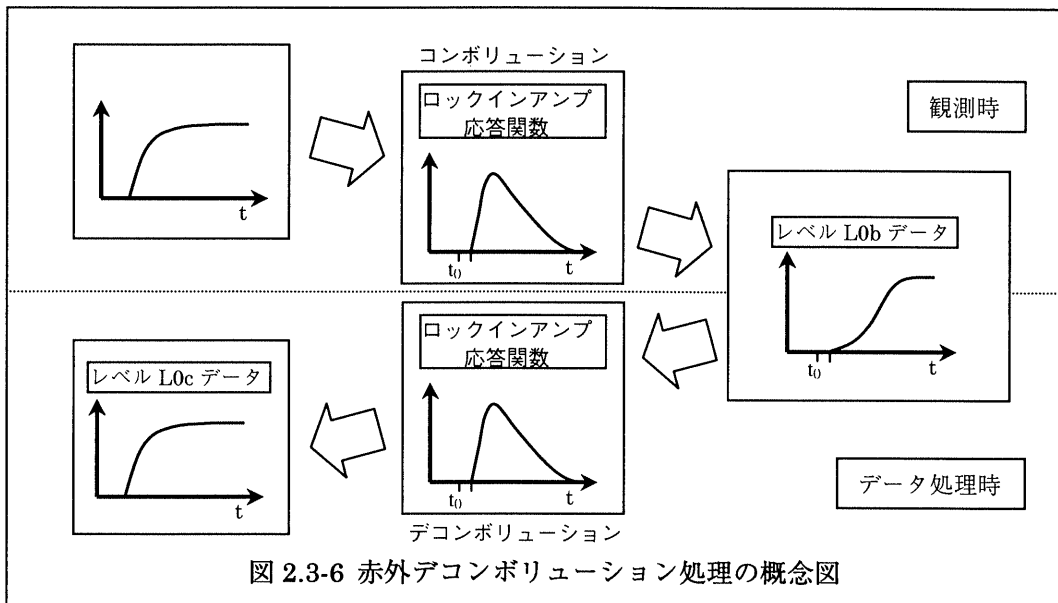 コンボリューション
ロックインアンプ
応答関数
観測時
t
t₀
t
レベル L0b データ
t₀
t
ロックインアンプ
応答関数
レベル L0c データ
t
t₀
t
デコンボリューション
データ処理時
図 2.3-6 赤外デコンボリューション処理の概念図